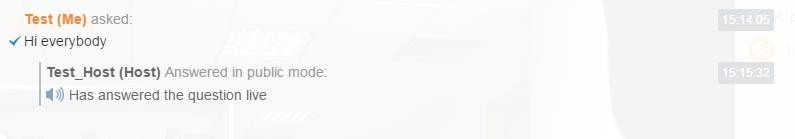 Test (Me) asked: 15:14:05
Hi everybody
Test_Host (Host) Answered in public mode: 15:15:32
Has answered the question live